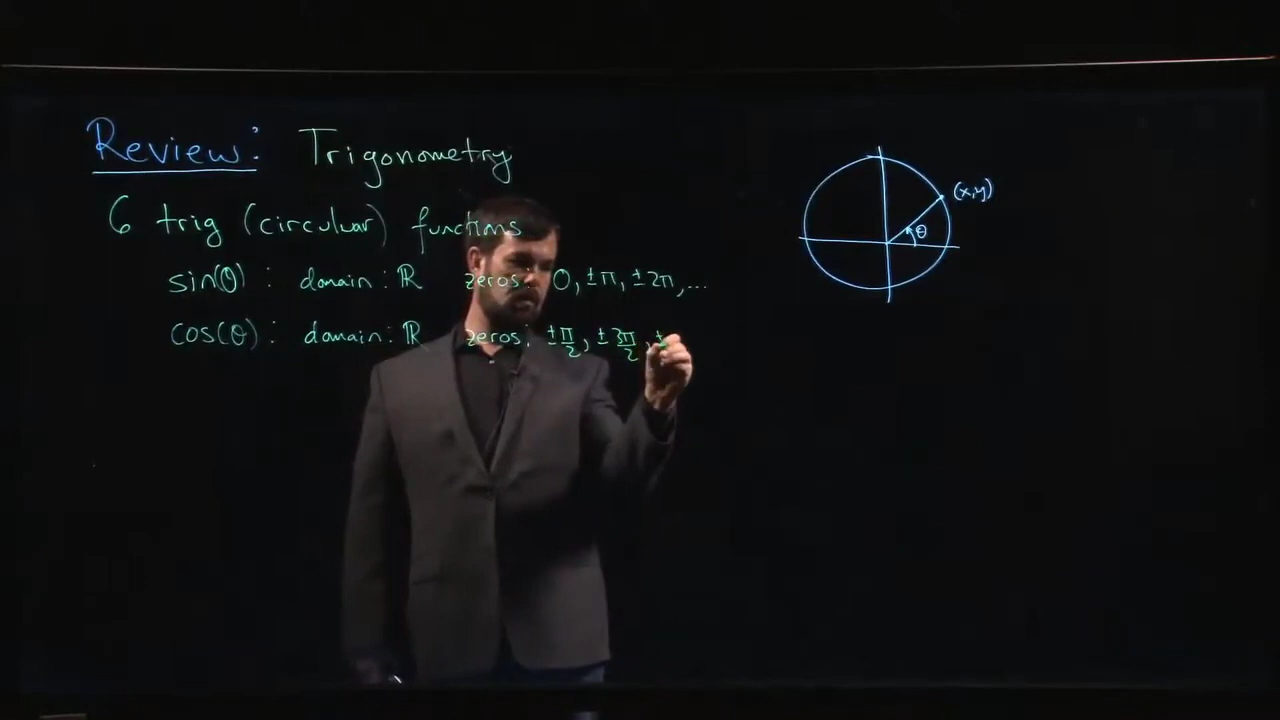 Review: Trigonometry
6 trig (circular) functions
sin(θ) : domain: ℝ zeros: 0, ±π, ±2π, ...
cos(θ) : domain: ℝ zeros: ±π/2, ±3π/2, ±
(x,y)
θ